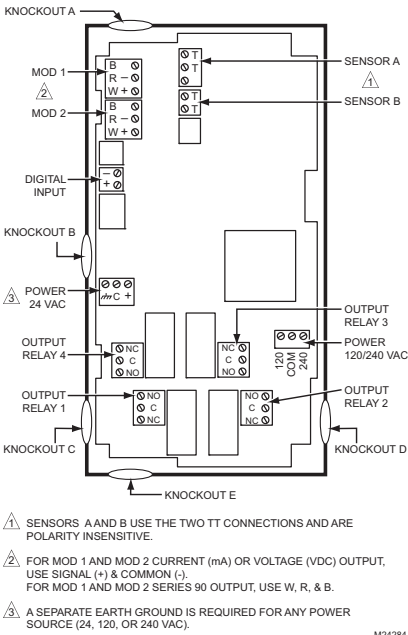 KNOCKOUT A
MOD 1
2
MOD 2
B
R –
W +
B
R –
W +
T
T
T
T
SENSOR A
1
SENSOR B
DIGITAL
INPUT
–
+
KNOCKOUT B
3
POWER
24 VAC
C +
OUTPUT
RELAY 3
POWER
120/240 VAC
120
COM
240
OUTPUT
RELAY 4
NC
C
NO
NC
C
NO
OUTPUT
RELAY 1
NO
C
NC
NO
C
NC
OUTPUT
RELAY 2
KNOCKOUT C
KNOCKOUT D
KNOCKOUT E
1 SENSORS A AND B USE THE TWO TT CONNECTIONS AND ARE
POLARITY INSENSITIVE.
2 FOR MOD 1 AND MOD 2 CURRENT (mA) OR VOLTAGE (VDC) OUTPUT,
USE SIGNAL (+) & COMMON (-).
FOR MOD 1 AND MOD 2 SERIES 90 OUTPUT, USE W, R, & B.
3 A SEPARATE EARTH GROUND IS REQUIRED FOR ANY POWER
SOURCE (24, 120, OR 240 VAC).
M24284